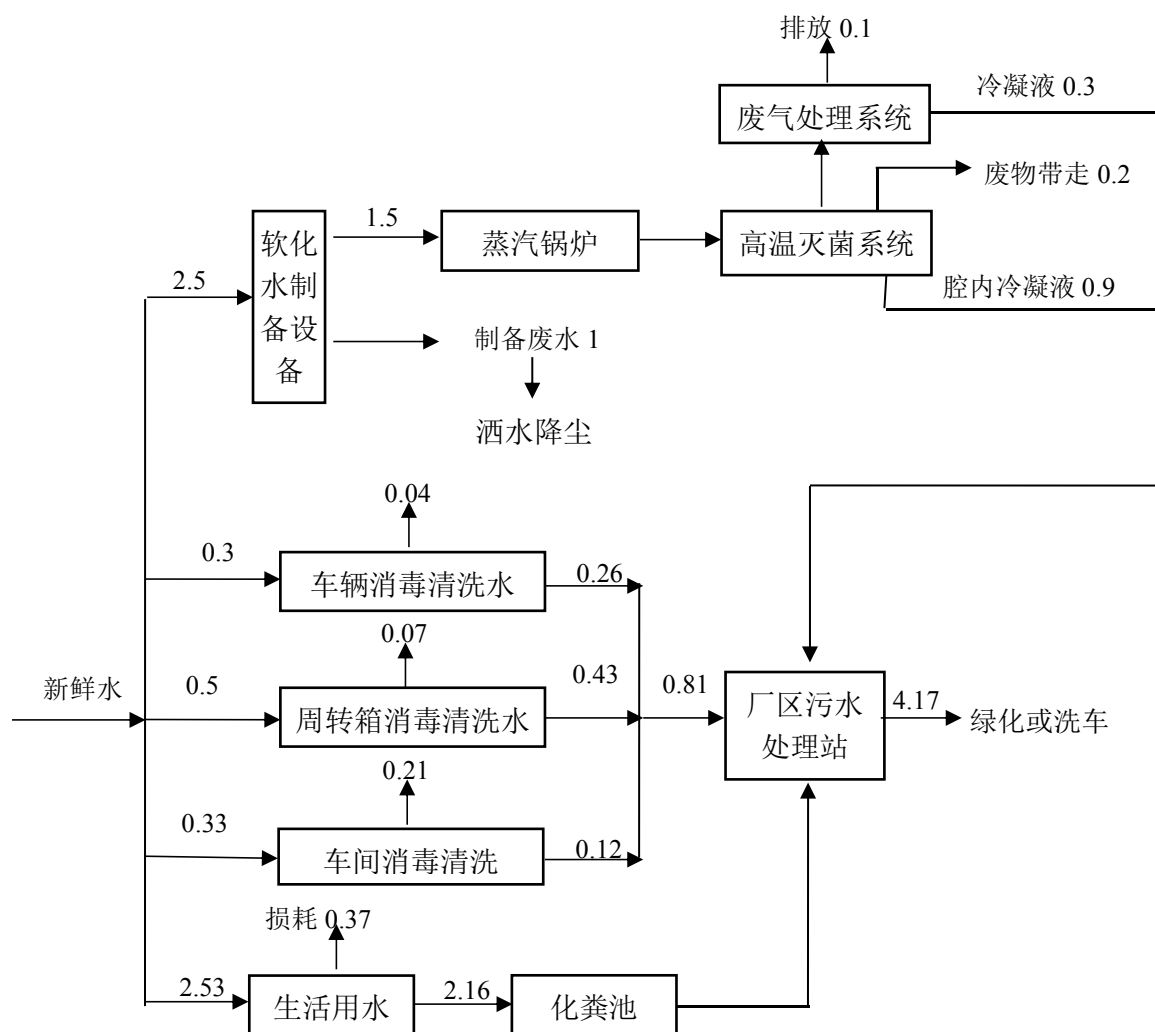 排放 0.1
冷凝液 0.3
废气处理系统
废物带走 0.2
1.5
软化
水制
备设
备
蒸汽锅炉
高温灭菌系统
2.5
腔内冷凝液 0.9
制备废水 1
洒水降尘
0.04
0.3
车辆消毒清洗水
0.26
0.07
新鲜水
0.5
周转箱消毒清洗水
0.43
0.81
厂区污水
处理站
4.17
绿化或洗车
0.21
0.33
车间消毒清洗
0.12
损耗 0.37
2.53
生活用水
2.16
化粪池